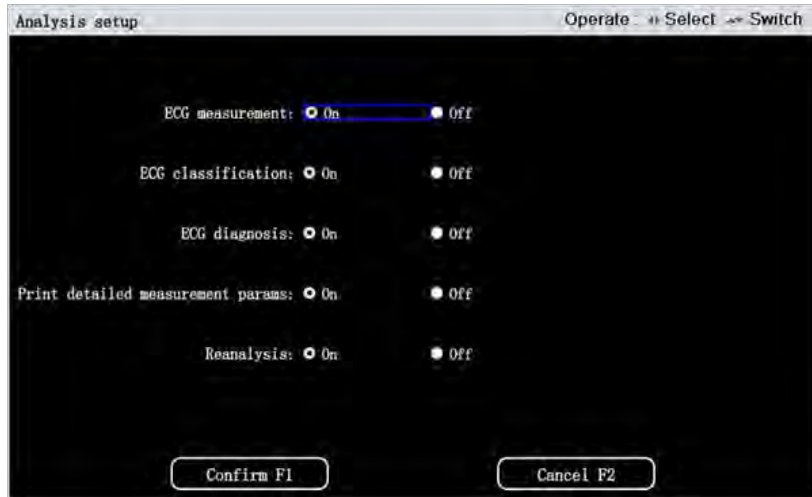 Analysis setup Operate: Select Switch
ECG measurement: On Off
ECG classification: On Off
ECG diagnosis: On Off
Print detailed measurement params: On Off
Reanalysis: On Off
Confirm F1 Cancel F2